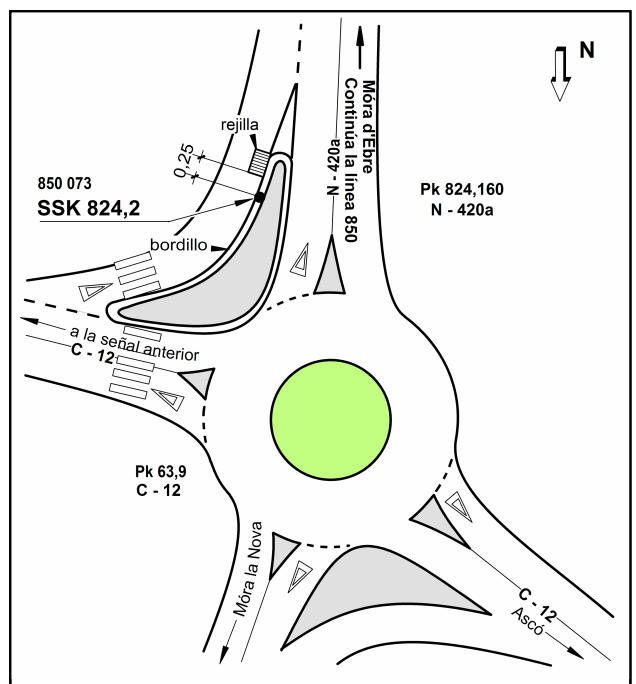 N
Móra d'Ebre
Continúa la línea 850
N - 420a
rejilla
0,25
850 073
SSK 824,2
Pk 824,160
N - 420a
bordillo
a la señal anterior
C - 12
Pk 63,9
C - 12
Móra la Nova
C - 12
Ascó